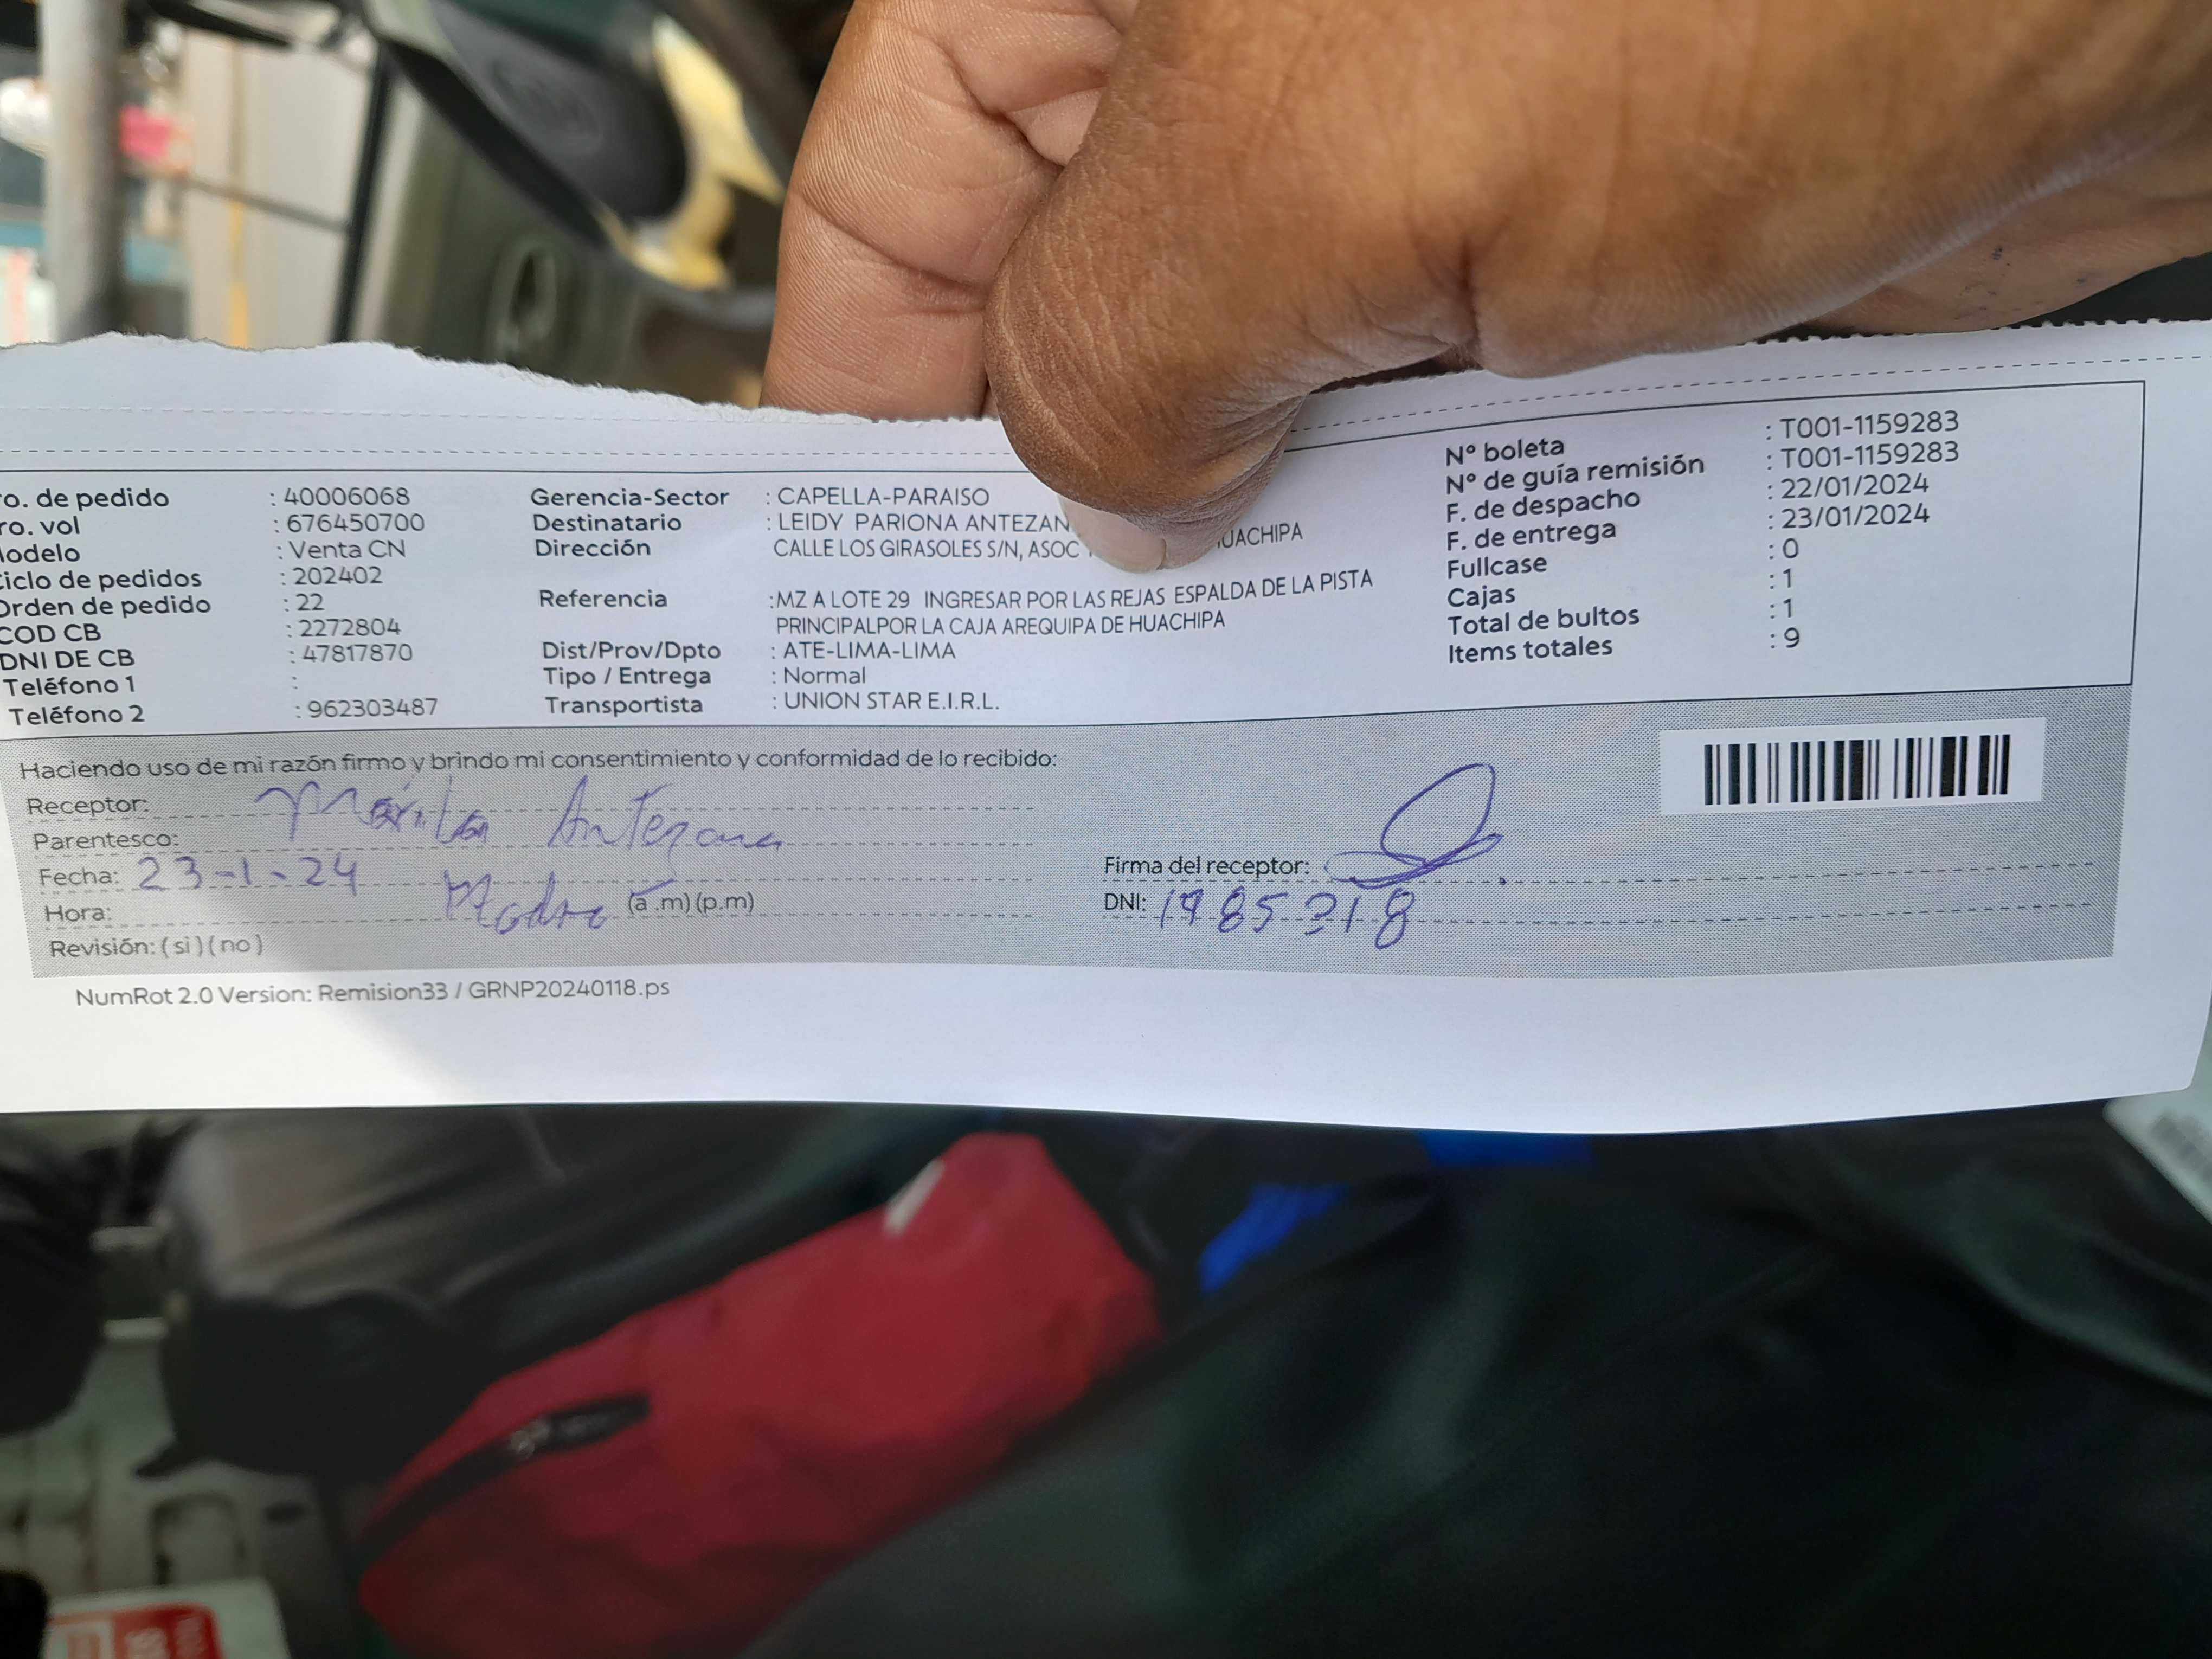 ro. de pedido : 40006068
ro. vol : 676450700
odelo : Venta CN
iclo de pedidos : 202402
Orden de pedido : 22
COD CB : 2272804
DNI DE CB : 47817870
Teléfono 1 :
Teléfono 2 : 962303487
Gerencia-Sector : CAPELLA-PARAISO
Destinatario : LEIDY PARIONA ANTEZAN
Dirección CALLE LOS GIRASOLES S/N, ASOC UACHIPA
Referencia :MZ A LOTE 29 INGRESAR POR LAS REJAS ESPALDA DE LA PISTA
PRINCIPALPOR LA CAJA AREQUIPA DE HUACHIPA
Dist/Prov/Dpto : ATE-LIMA-LIMA
Tipo / Entrega : Normal
Transportista : UNION STAR E.I.R.L.
N° boleta : T001-1159283
N° de guía remisión : T001-1159283
F. de despacho : 22/01/2024
F. de entrega : 23/01/2024
Fullcase : 0
Cajas : 1
Total de bultos : 1
Items totales : 9
Haciendo uso de mi razón firmo y brindo mi consentimiento y conformidad de lo recibido:
Receptor: Antezana
Parentesco:
Fecha: 23-1-24
Madre
Hora: (a .m) (p.m)
Revisión: ( si ) ( no )
Firma del receptor:
DNI:
NumRot 2.0 Version: Remision33 / GRNP20240118.ps